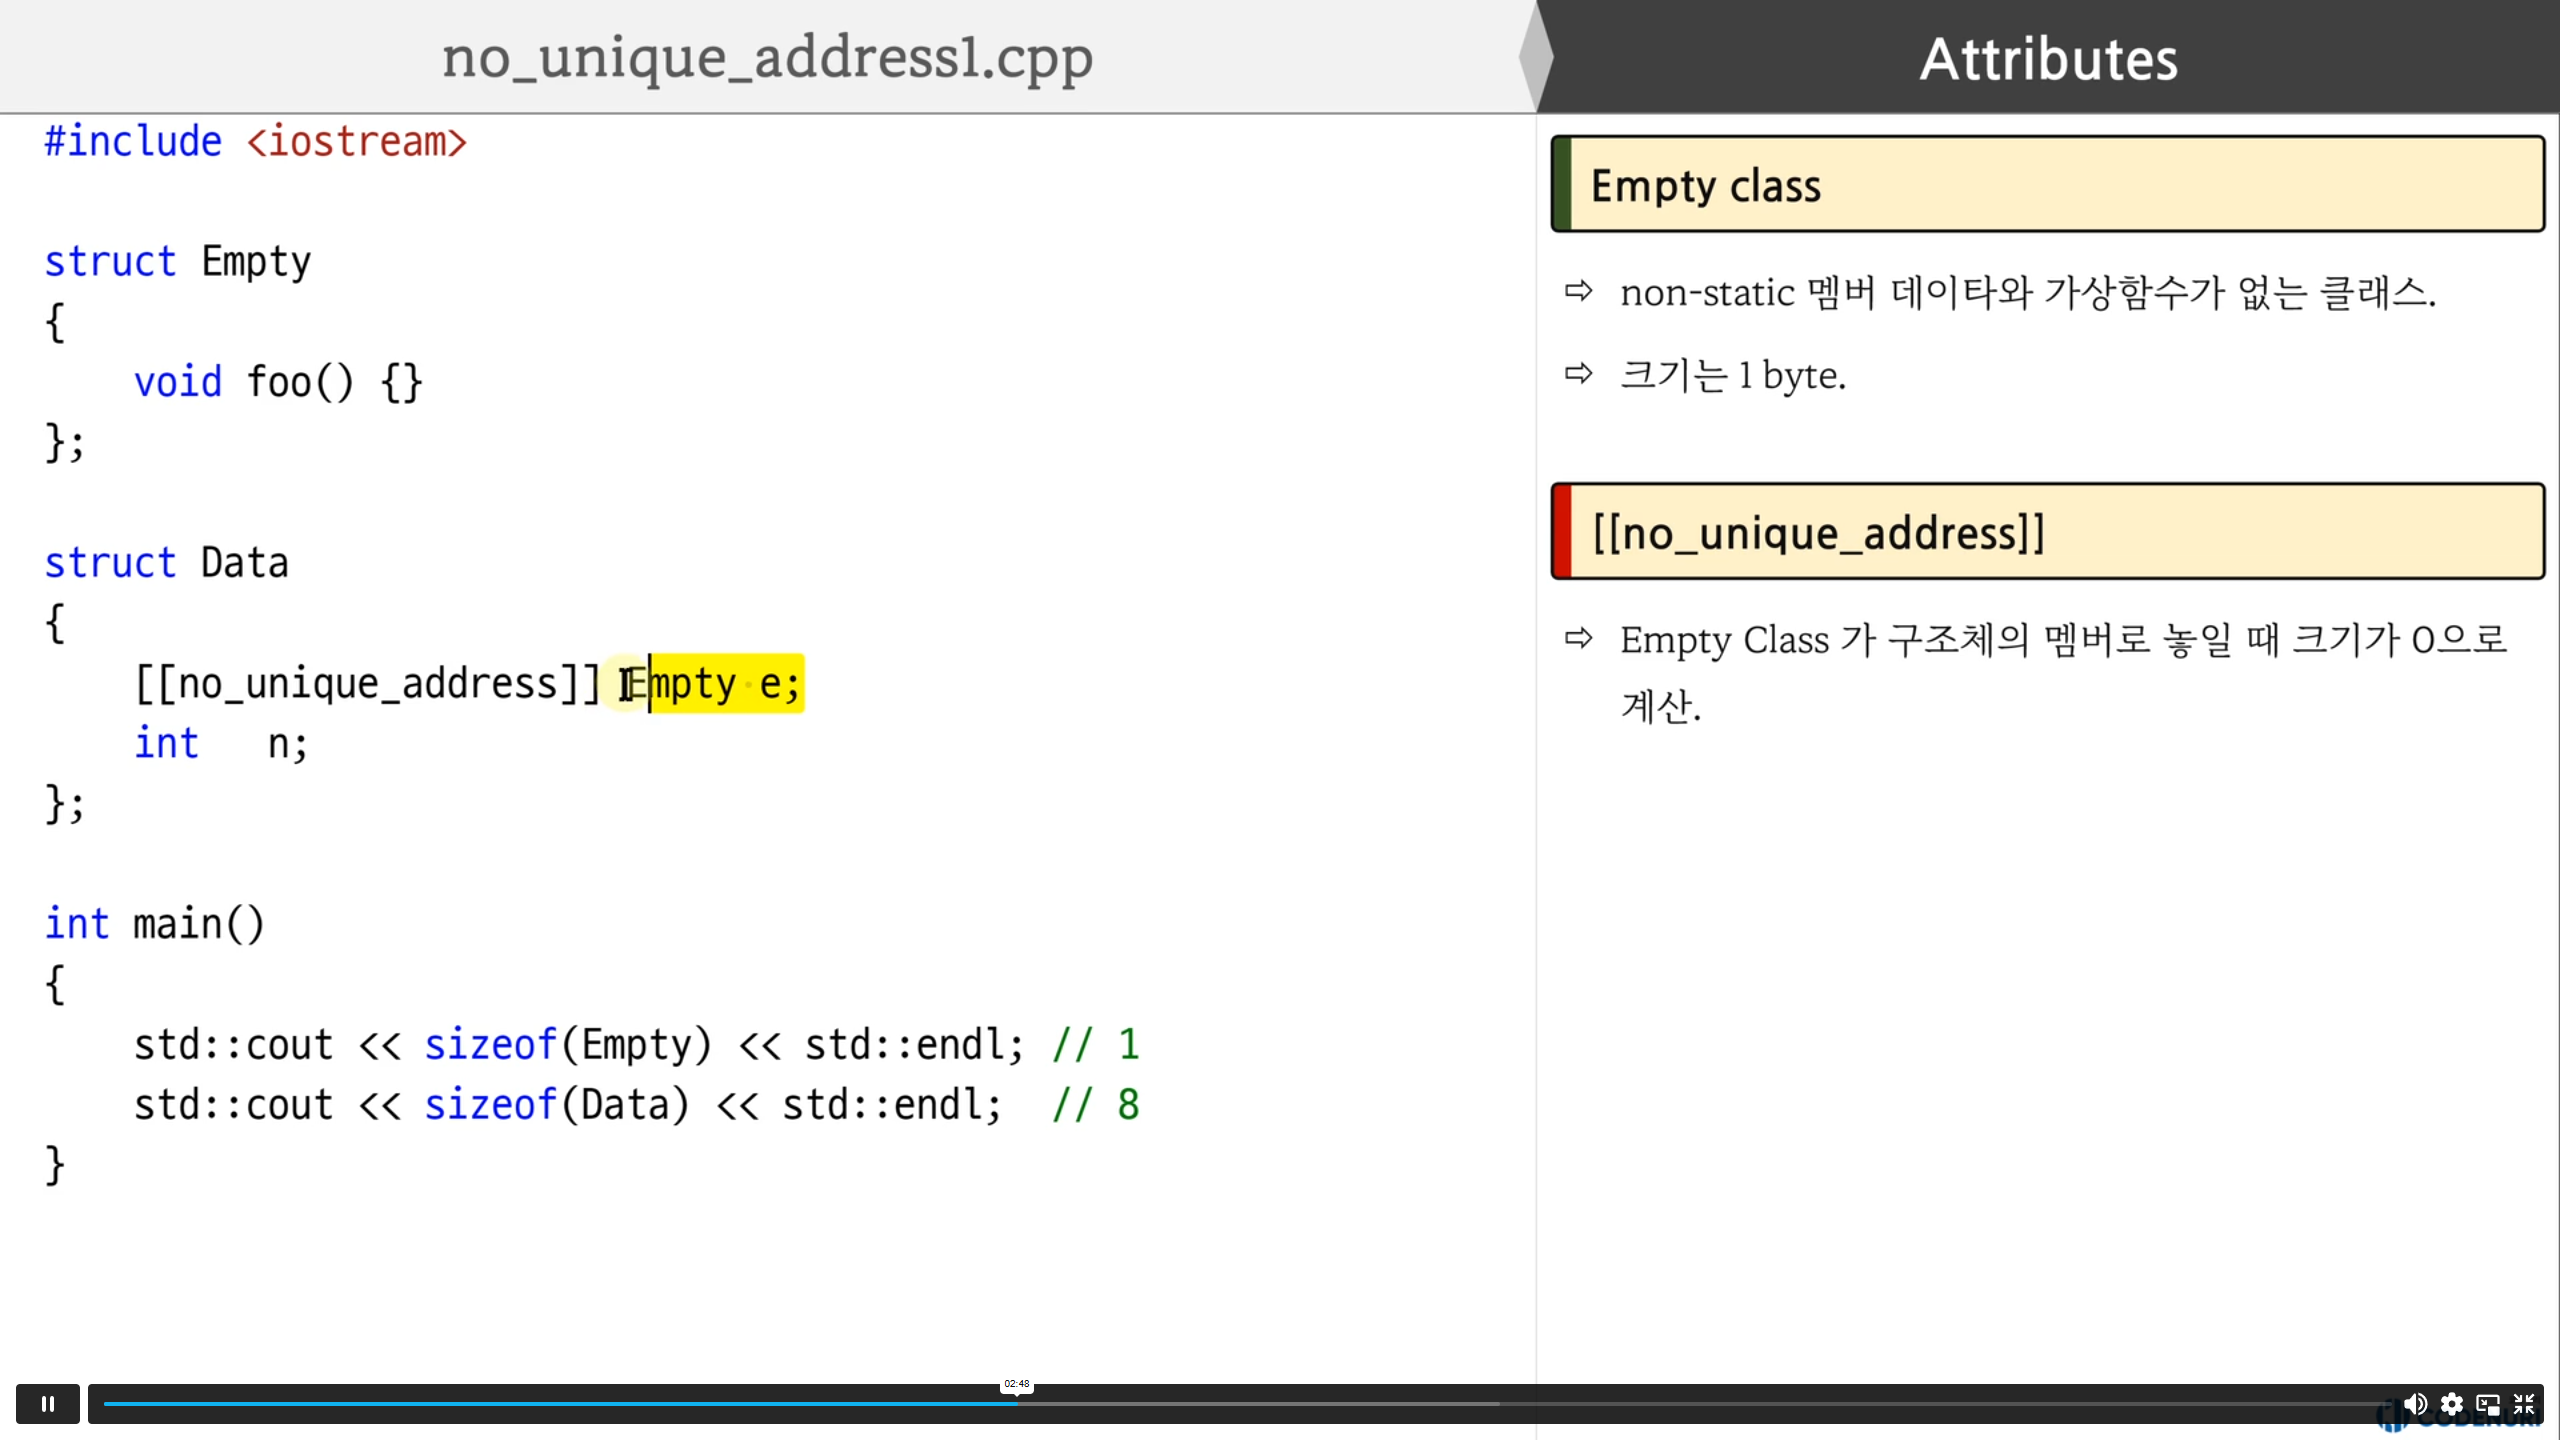 no_unique_address1.cpp
Attributes
#include <iostream>
struct Empty
{
    void foo() {}
};
struct Data
{
    [[no_unique_address]] Empty e;
    int   n;
};
int main()
{
    std::cout << sizeof(Empty) << std::endl; // 1
    std::cout << sizeof(Data) << std::endl;  // 8
}
Empty class
⇨ non-static 멤버 데이타와 가상함수가 없는 클래스.
⇨ 크기는 1 byte.
[[no_unique_address]]
⇨ Empty Class 가 구조체의 멤버로 놓일 때 크기가 0으로
계산.
02:48
CODENURI